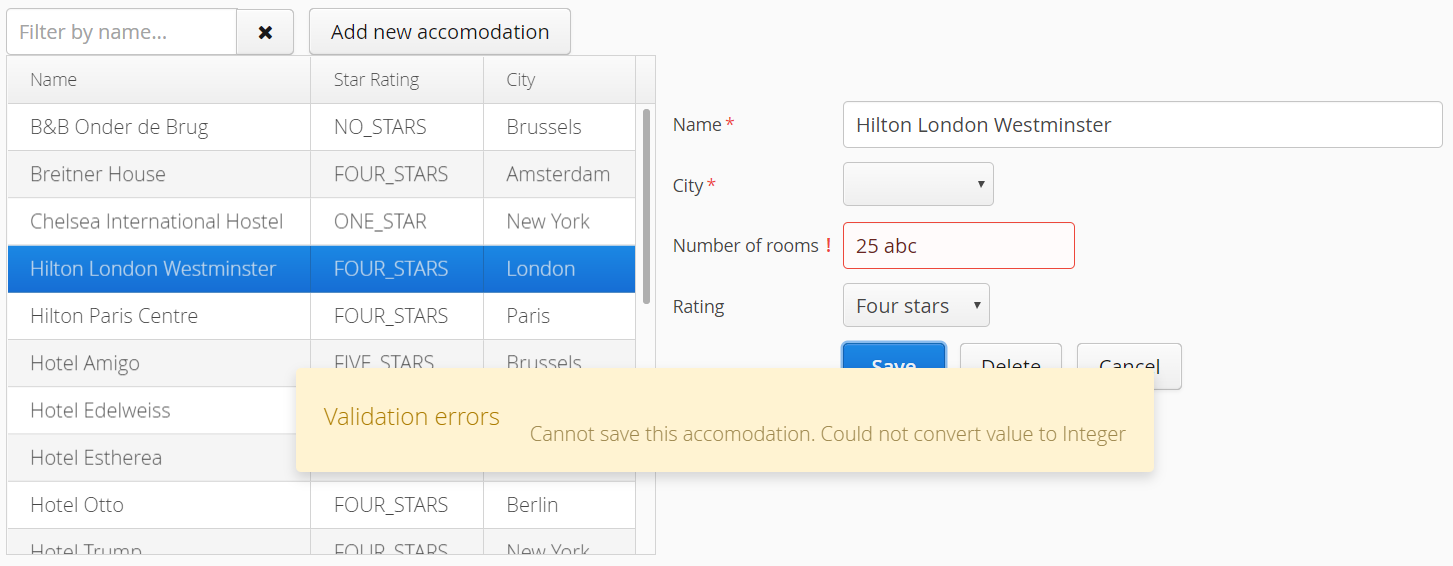 Filter by name... ✖ Add new accomodation
Name Star Rating City
B&B Onder de Brug NO_STARS Brussels
Breitner House FOUR_STARS Amsterdam
Chelsea International Hostel ONE_STAR New York
Hilton London Westminster FOUR_STARS London
Hilton Paris Centre FOUR_STARS Paris
Hotel Amigo FIVE_STARS Brussels
Hotel Edelweiss
Hotel Estherea
Hotel Otto FOUR_STARS Berlin
Hotel Trump FOUR_STARS New York
Name * Hilton London Westminster
City *
Number of rooms ! 25 abc
Rating Four stars
Save Delete Cancel
Validation errors
Cannot save this accomodation. Could not convert value to Integer